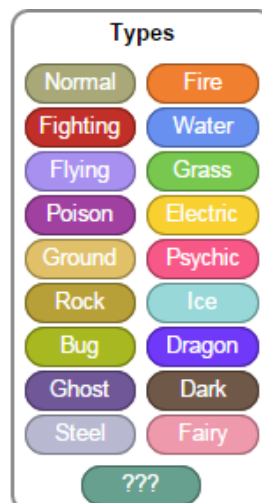 Types
Normal Fire
Fighting Water
Flying Grass
Poison Electric
Ground Psychic
Rock Ice
Bug Dragon
Ghost Dark
Steel Fairy
???